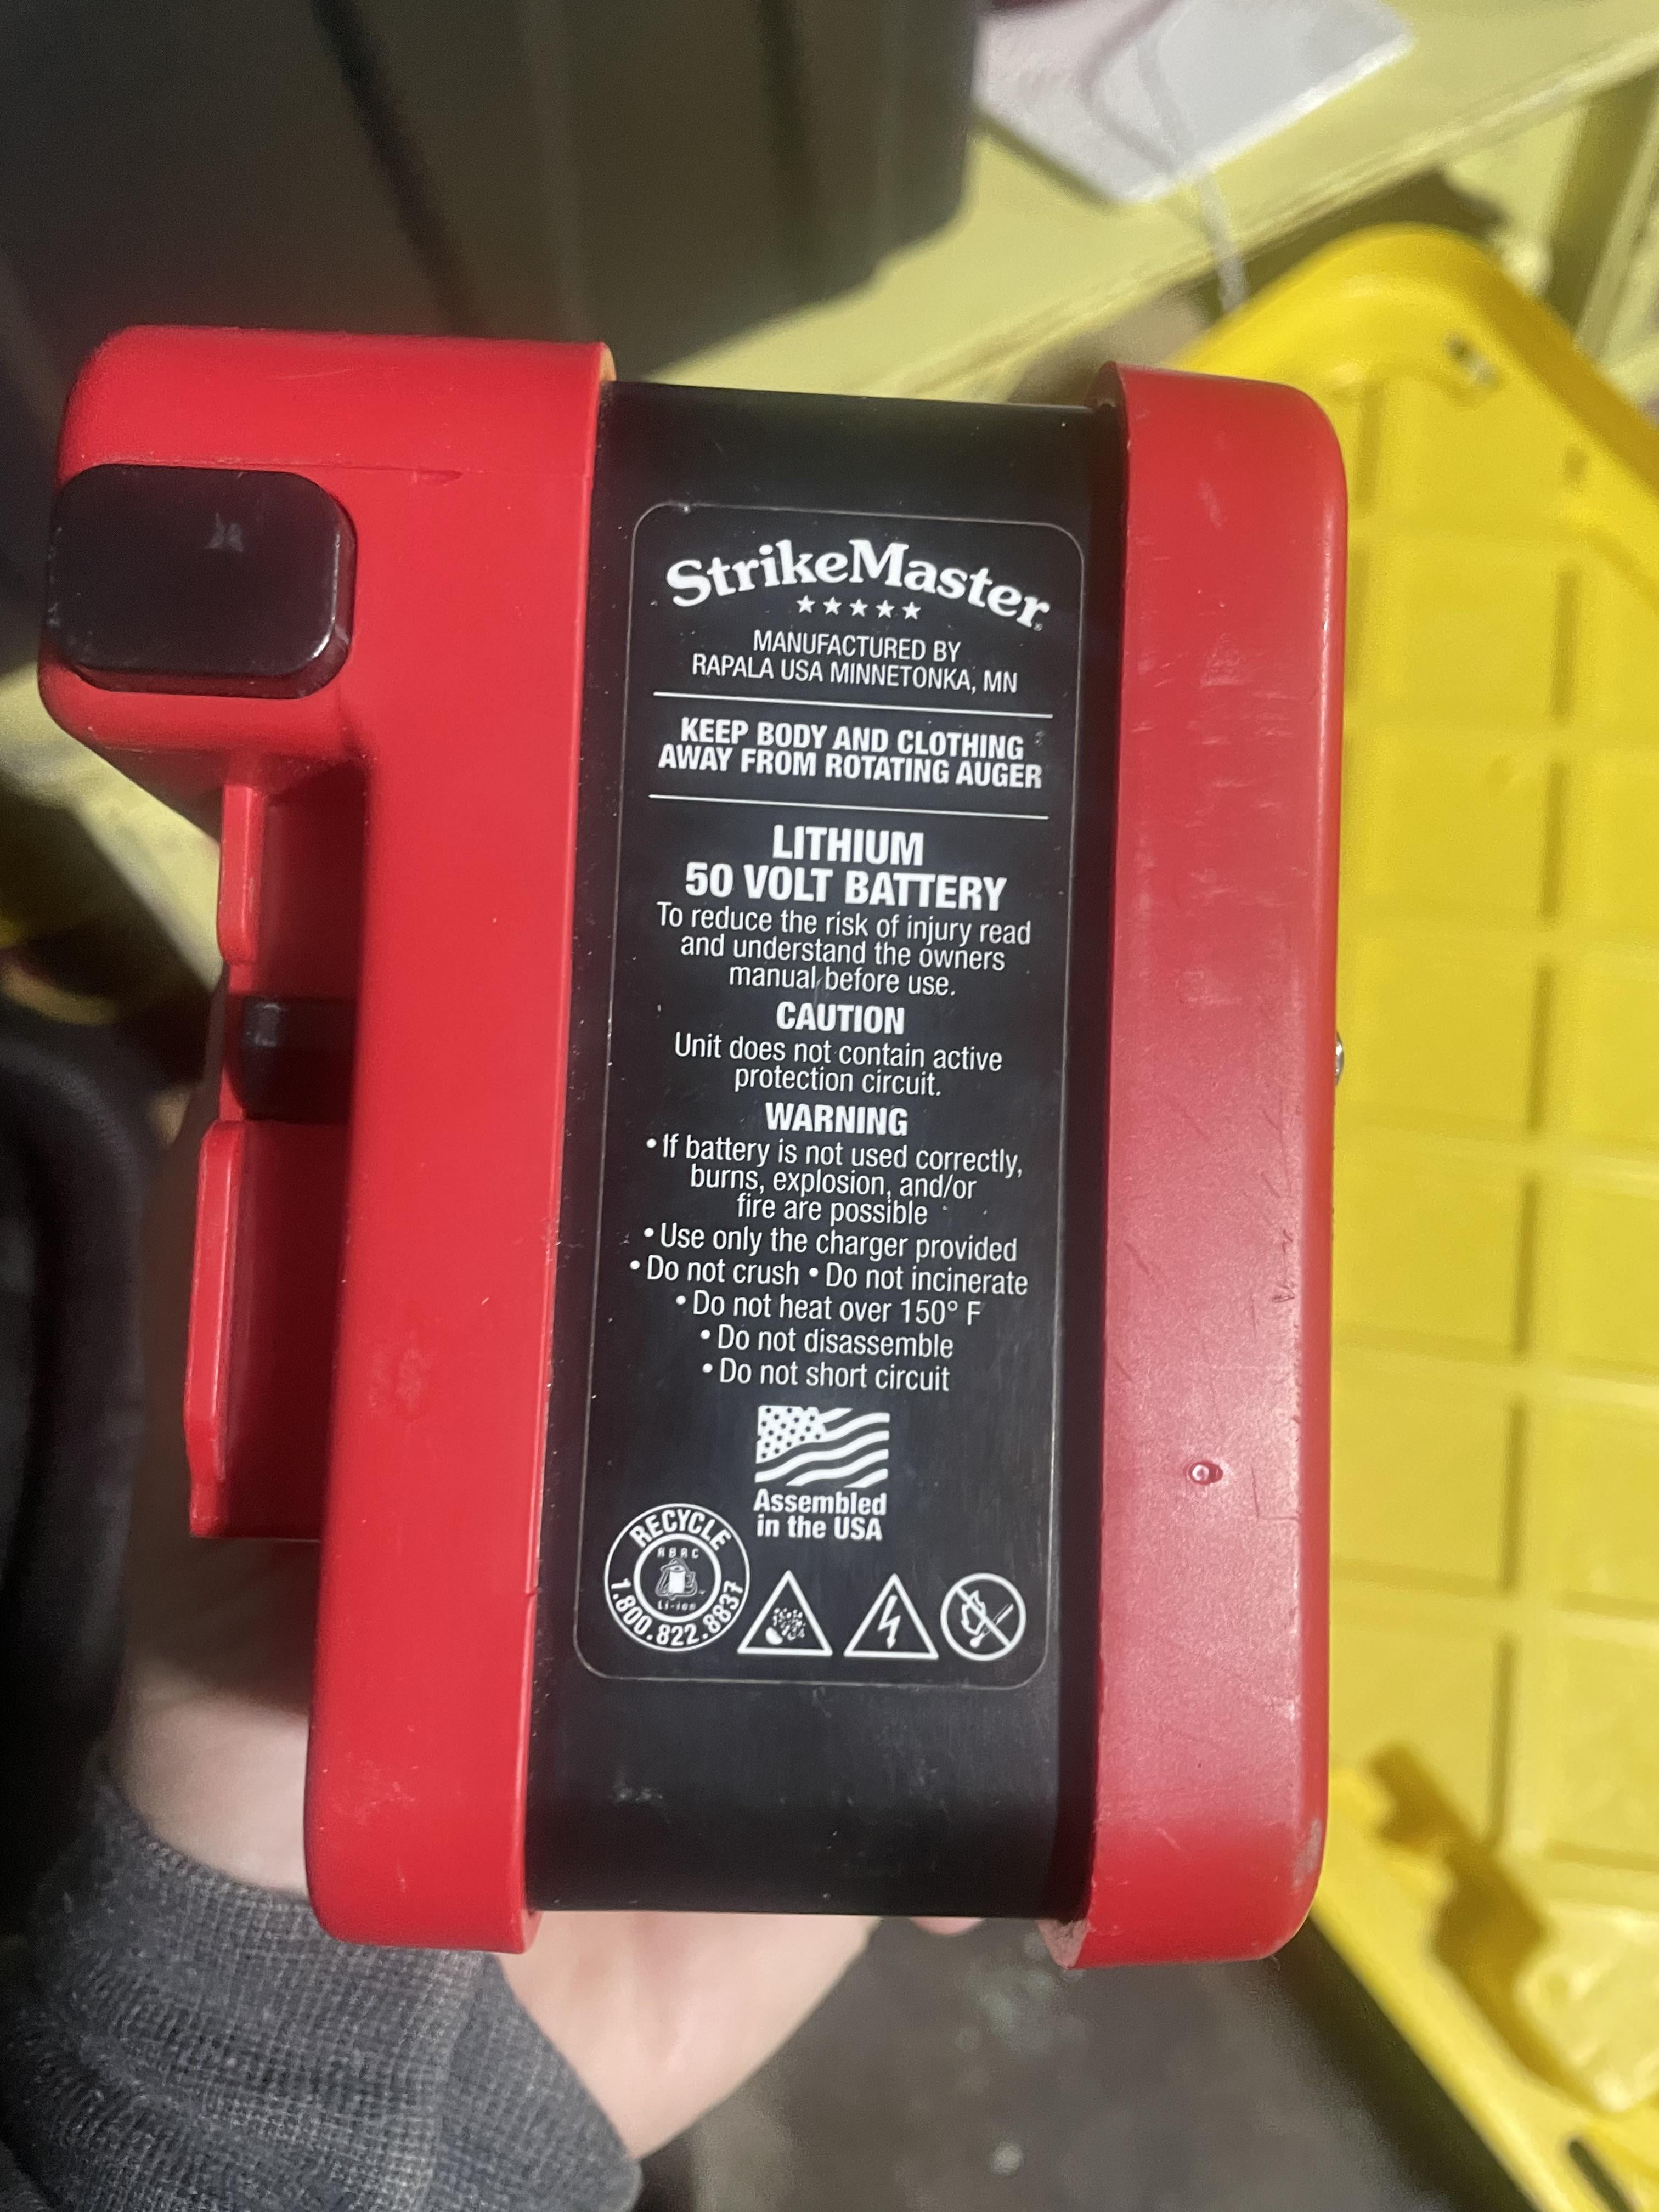 StrikeMaster
MANUFACTURED BY
RAPALA USA MINNETONKA, MN
KEEP BODY AND CLOTHING
AWAY FROM ROTATING AUGER
LITHIUM
50 VOLT BATTERY
To reduce the risk of injury read
and understand the owners
manual before use.
CAUTION
Unit does not contain active
protection circuit.
WARNING
• If battery is not used correctly,
burns, explosion, and/or
fire are possible
• Use only the charger provided
• Do not crush • Do not incinerate
• Do not heat over 150° F
• Do not disassemble
• Do not short circuit
Assembled
in the USA
RECYCLE
RBRC
Li-ion
1.800.822.8837